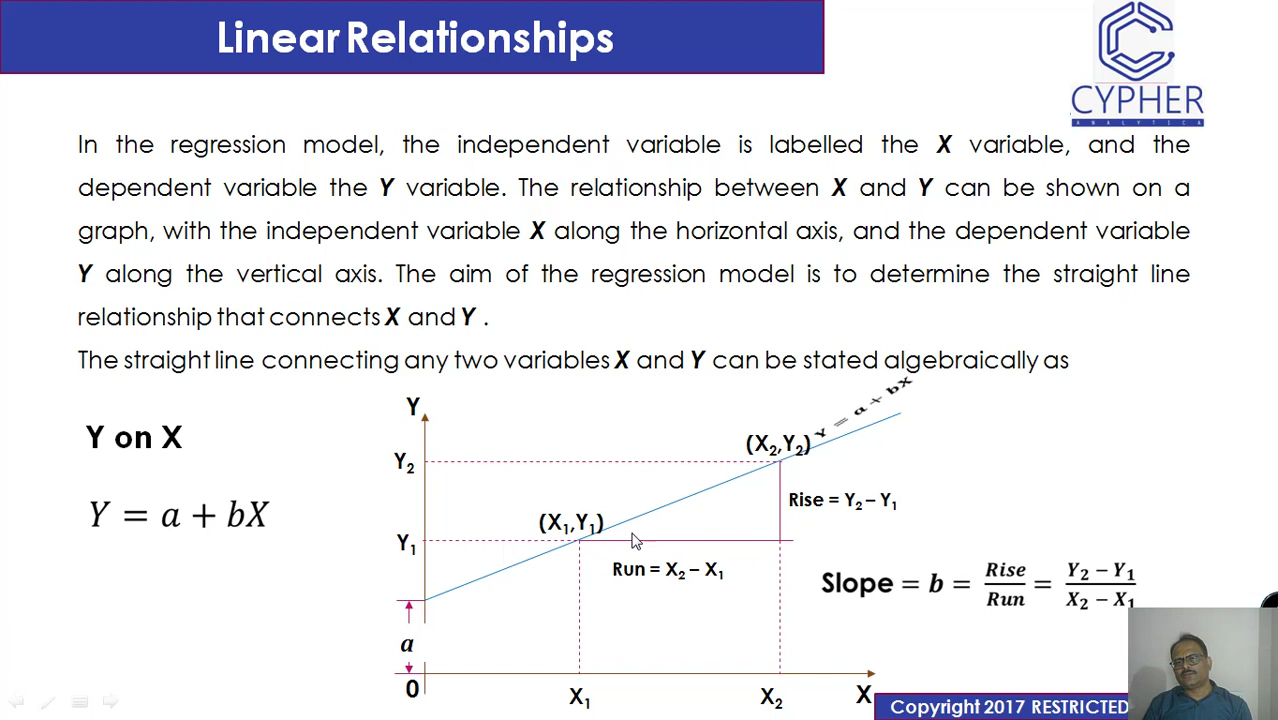 Linear Relationships
CYPHER
ANALYTICA
In the regression model, the independent variable is labelled the X variable, and the
dependent variable the Y variable. The relationship between X and Y can be shown on a
graph, with the independent variable X along the horizontal axis, and the dependent variable
Y along the vertical axis. The aim of the regression model is to determine the straight line
relationship that connects X and Y .
The straight line connecting any two variables X and Y can be stated algebraically as
Y on X
Y = a + bX
Y
Y = a + bX
(X₂,Y₂)
Y₂
Rise = Y₂ – Y₁
(X₁,Y₁)
Y₁
Run = X₂ – X₁
Slope = b = Rise/Run = Y₂ − Y₁/X₂ − X₁
a
0
X₁
X₂
X
Copyright 2017 RESTRICTED